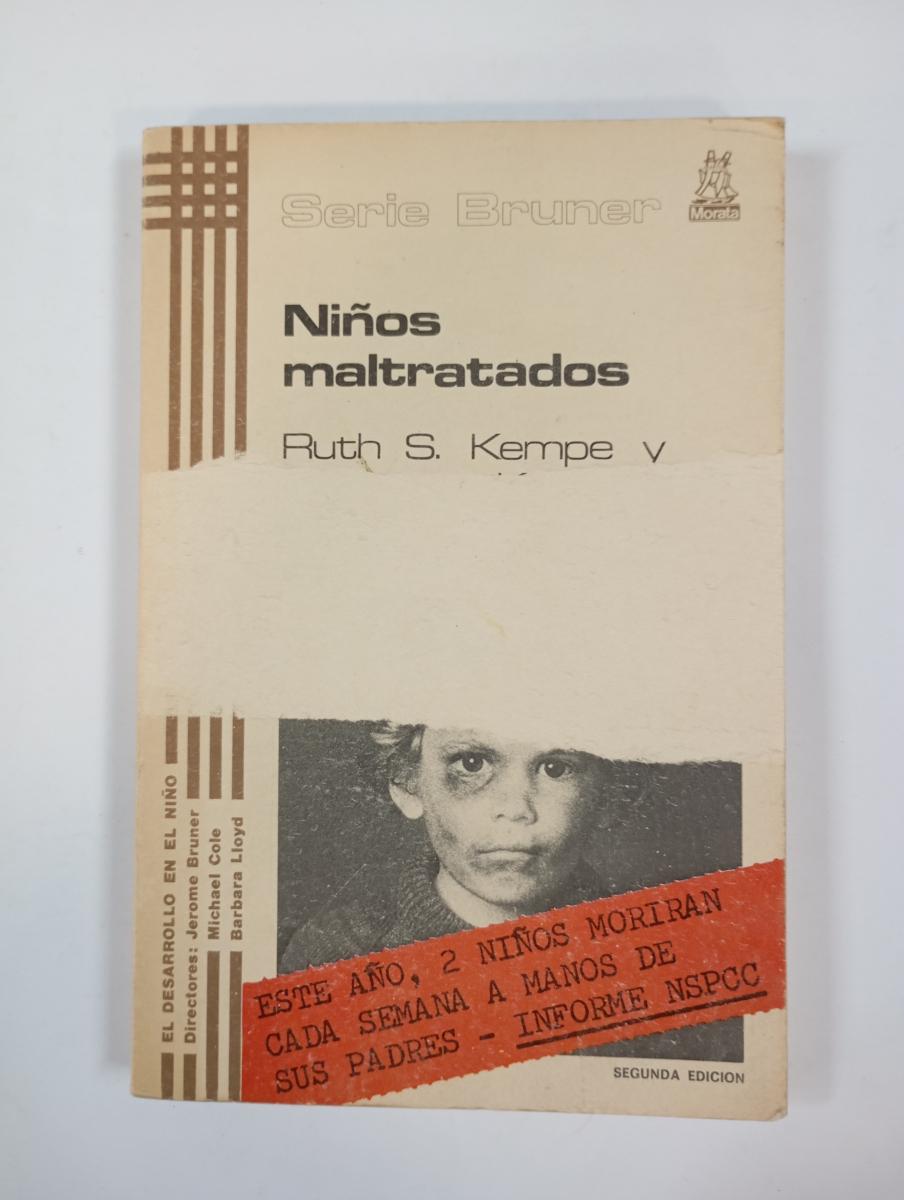 Serie Bruner
Morata
Niños
maltratados
Ruth S. Kempe y
EL DESARROLLO EN EL NIÑO
Directores: Jerome Bruner
Michael Cole
Barbara Lloyd
ESTE AÑO, 2 NIÑOS MORIRAN
CADA SEMANA A MANOS DE
SUS PADRES - INFORME NSPCC
SEGUNDA EDICION